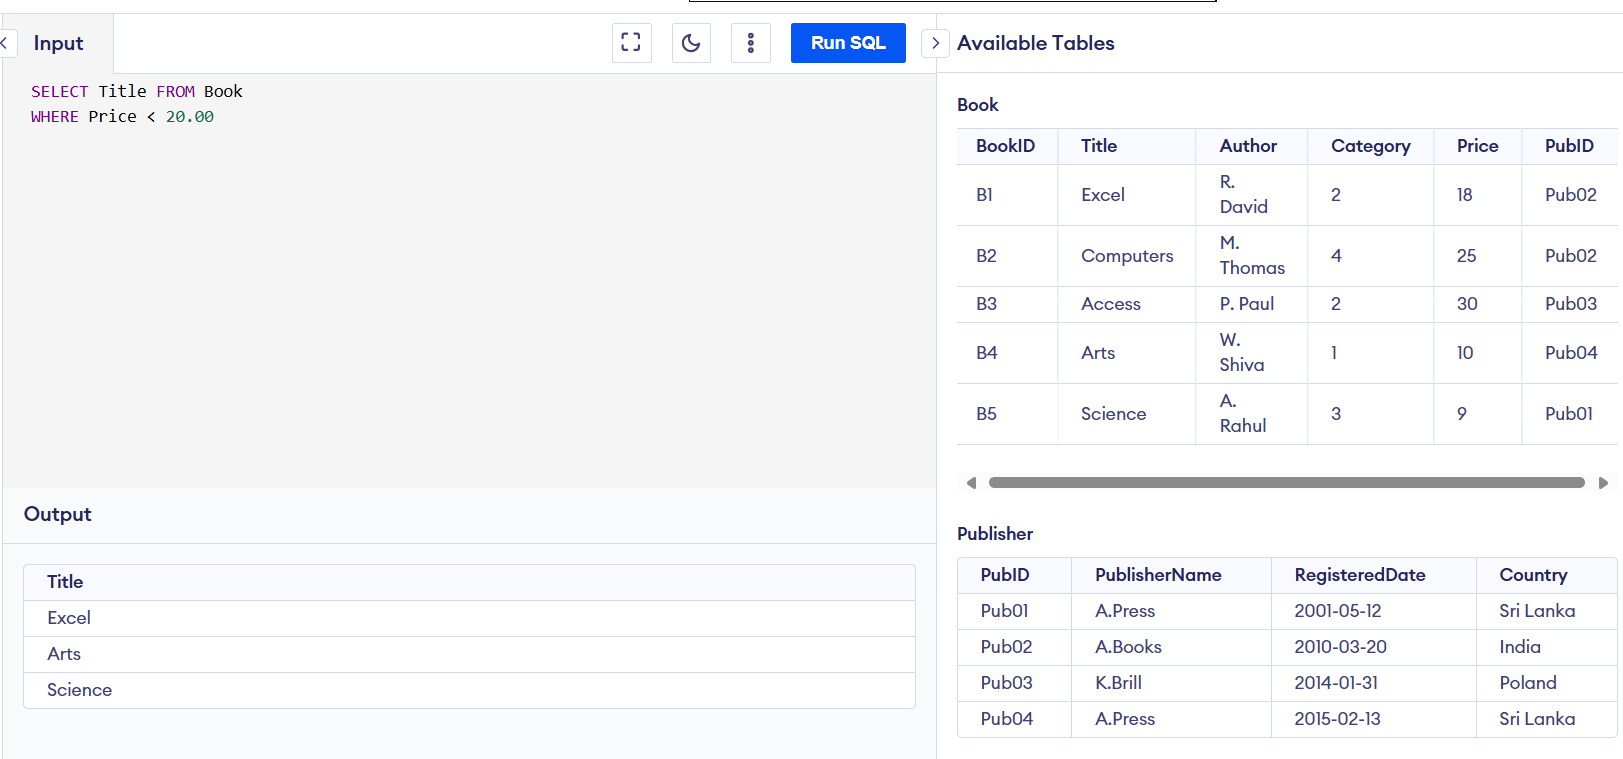 Input
Run SQL
SELECT Title FROM Book
WHERE Price < 20.00
Output
Title
Excel
Arts
Science
Available Tables
Book
BookID Title Author Category Price PubID
B1 Excel R. David 2 18 Pub02
B2 Computers M. Thomas 4 25 Pub02
B3 Access P. Paul 2 30 Pub03
B4 Arts W. Shiva 1 10 Pub04
B5 Science A. Rahul 3 9 Pub01
Publisher
PubID PublisherName RegisteredDate Country
Pub01 A.Press 2001-05-12 Sri Lanka
Pub02 A.Books 2010-03-20 India
Pub03 K.Brill 2014-01-31 Poland
Pub04 A.Press 2015-02-13 Sri Lanka